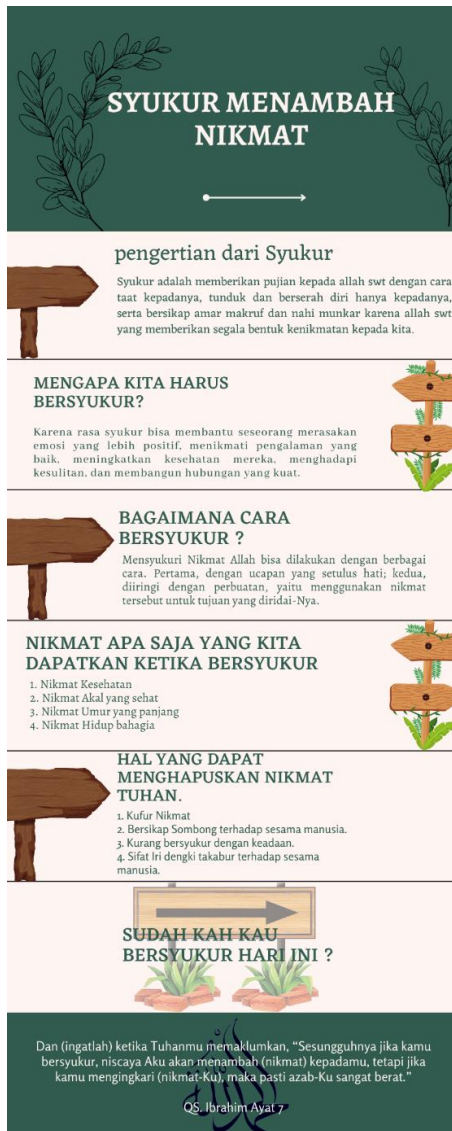 SYUKUR MENAMBAH
NIKMAT
pengertian dari Syukur
Syukur adalah memberikan pujian kepada allah swt dengan cara
taat kepadanya, tunduk dan berserah diri hanya kepadanya,
serta bersikap amar makruf dan nahi munkar karena allah swt
yang memberikan segala bentuk kenikmatan kepada kita.
MENGAPA KITA HARUS
BERSYUKUR?
Karena rasa syukur bisa membantu seseorang merasakan
emosi yang lebih positif, menikmati pengalaman yang
baik, meningkatkan kesehatan mereka, menghadapi
kesulitan, dan membangun hubungan yang kuat.
BAGAIMANA CARA
BERSYUKUR ?
Mensyukuri Nikmat Allah bisa dilakukan dengan berbagai
cara. Pertama, dengan ucapan yang setulus hati; kedua,
diiringi dengan perbuatan, yaitu menggunakan nikmat
tersebut untuk tujuan yang diridai-Nya.
NIKMAT APA SAJA YANG KITA
DAPATKAN KETIKA BERSYUKUR
1. Nikmat Kesehatan
2. Nikmat Akal yang sehat
3. Nikmat Umur yang panjang
4. Nikmat Hidup bahagia
HAL YANG DAPAT
MENGHAPUSKAN NIKMAT
TUHAN.
1. Kufur Nikmat
2. Bersikap Sombong terhadap sesama manusia.
3. Kurang bersyukur dengan keadaan.
4. Sifat Iri dengki takabur terhadap sesama
manusia.
SUDAH KAH KAU
BERSYUKUR HARI INI ?
Dan (ingatlah) ketika Tuhanmu memaklumkan, “Sesungguhnya jika kamu
bersyukur, niscaya Aku akan menambah (nikmat) kepadamu, tetapi jika
kamu mengingkari (nikmat-Ku), maka pasti azab-Ku sangat berat.”
QS. Ibrahim Ayat 7